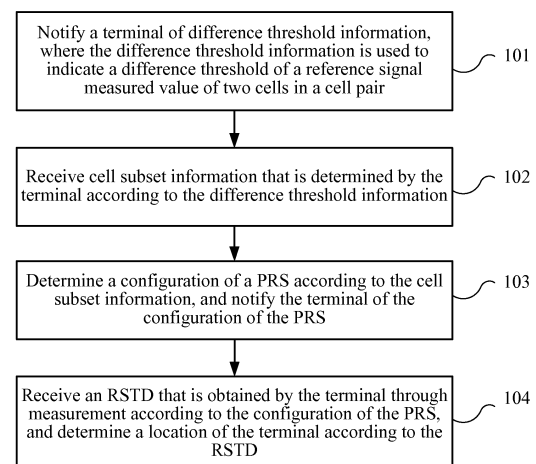 Notify a terminal of difference threshold information,
where the difference threshold information is used to
indicate a difference threshold of a reference signal
measured value of two cells in a cell pair
101
Receive cell subset information that is determined by the
terminal according to the difference threshold information
102
Determine a configuration of a PRS according to the cell
subset information, and notify the terminal of the
configuration of the PRS
103
Receive an RSTD that is obtained by the terminal through
measurement according to the configuration of the PRS,
and determine a location of the terminal according to the
RSTD
104